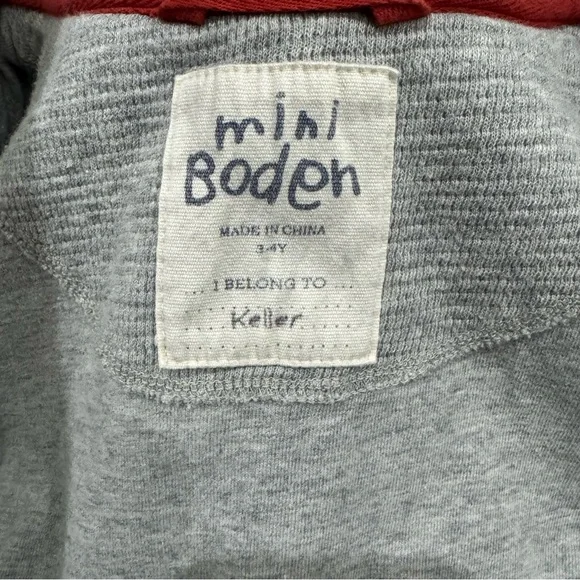 mini
Boden
MADE IN CHINA
3-4Y
... I BELONG TO ...
Keller